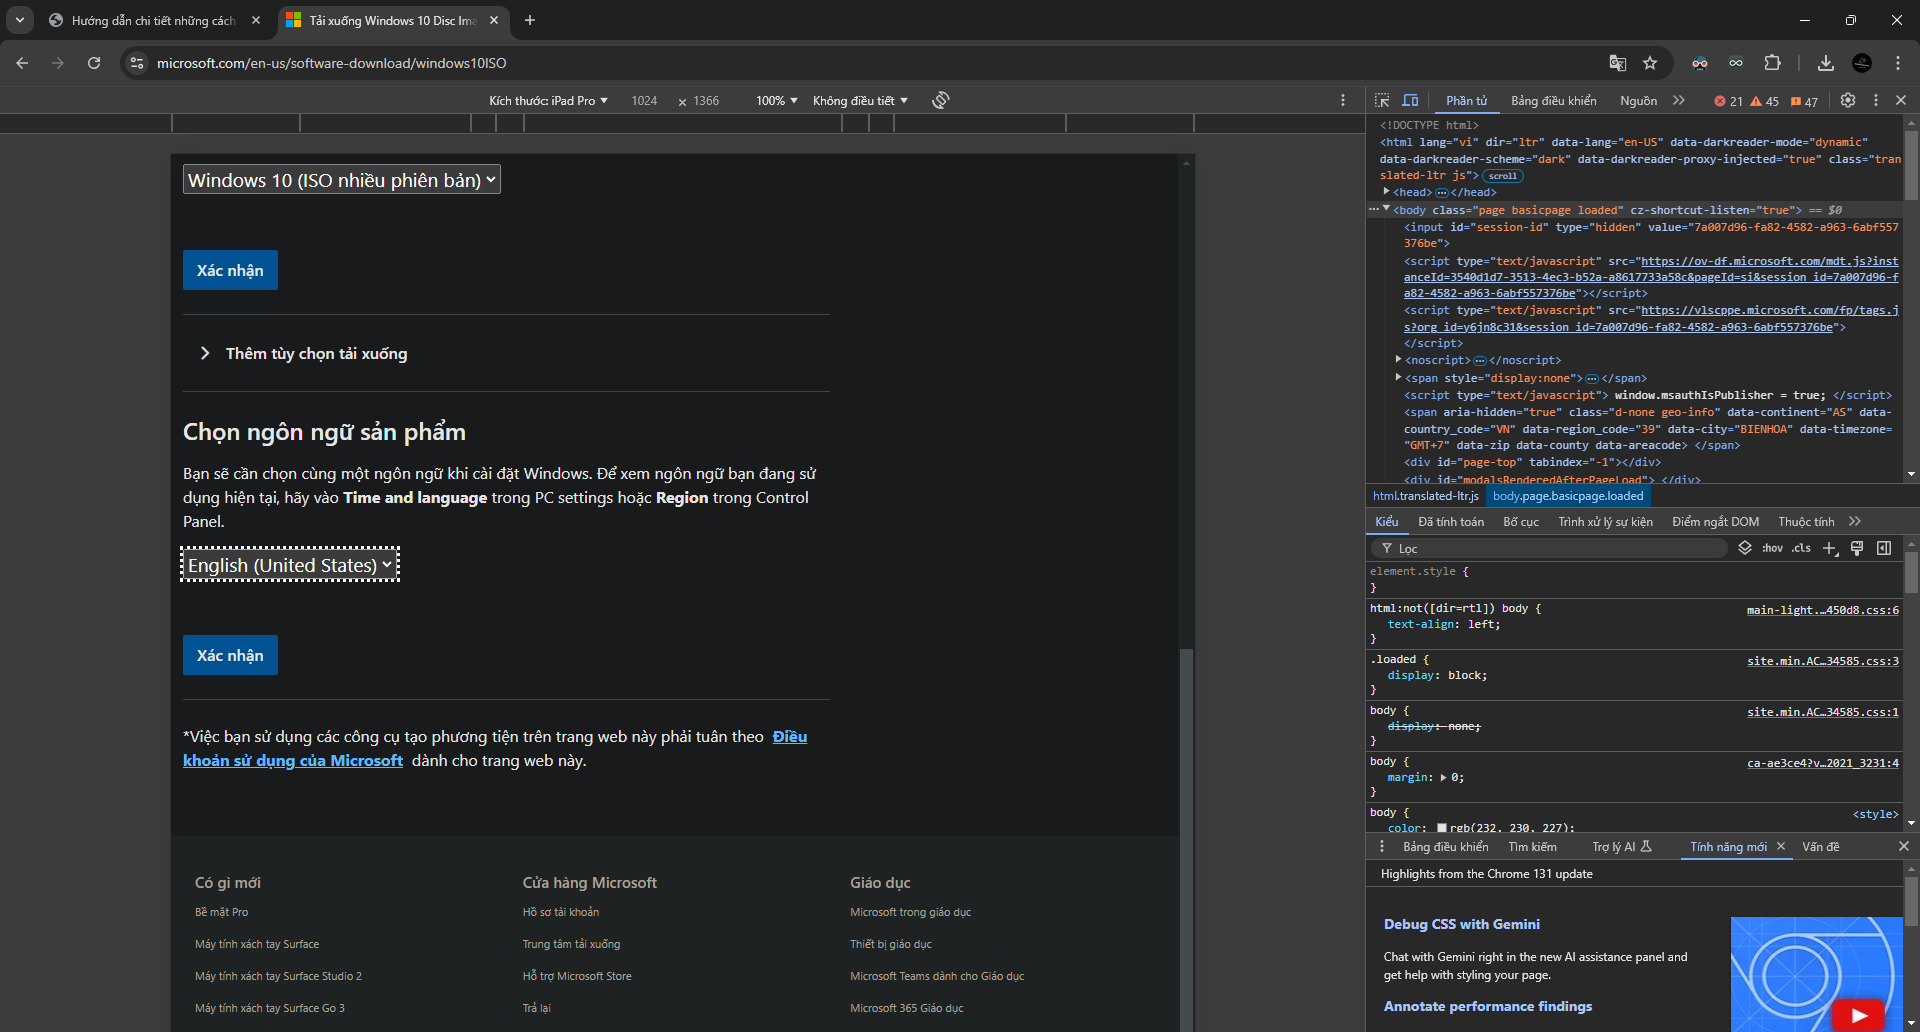 Hướng dẫn chi tiết những cách
Tải xuống Windows 10 Disc Ima
microsoft.com/en-us/software-download/windows10ISO
Kích thước: iPad Pro
1024
×
1366
100%
Không điều tiết
Windows 10 (ISO nhiều phiên bản)
Xác nhận
Thêm tùy chọn tải xuống
Chọn ngôn ngữ sản phẩm
Bạn sẽ cần chọn cùng một ngôn ngữ khi cài đặt Windows. Để xem ngôn ngữ bạn đang sử
dụng hiện tại, hãy vào Time and language trong PC settings hoặc Region trong Control
Panel.
English (United States)
Xác nhận
*Việc bạn sử dụng các công cụ tạo phương tiện trên trang web này phải tuân theo Điều
khoản sử dụng của Microsoft dành cho trang web này.
Có gì mới
Bề mặt Pro
Máy tính xách tay Surface
Máy tính xách tay Surface Studio 2
Máy tính xách tay Surface Go 3
Cửa hàng Microsoft
Hồ sơ tài khoản
Trung tâm tải xuống
Hỗ trợ Microsoft Store
Trả lại
Giáo dục
Microsoft trong giáo dục
Thiết bị giáo dục
Microsoft Teams dành cho Giáo dục
Microsoft 365 Giáo dục
Phần tử
Bảng điều khiển
Nguồn
21
45
47
<!DOCTYPE html>
<html lang="vi" dir="ltr" data-lang="en-US" data-darkreader-mode="dynamic"
data-darkreader-scheme="dark" data-darkreader-proxy-injected="true" class="tran
slated-ltr js"> scroll
<head> ••• </head>
••• <body class="page basicpage loaded" cz-shortcut-listen="true"> == $0
<input id="session-id" type="hidden" value="7a007d96-fa82-4582-a963-6abf557
376be">
<script type="text/javascript" src="https://ov-df.microsoft.com/mdt.js?inst
anceId=3540d1d7-3513-4ec3-b52a-a8617733a58c&pageId=si&session_id=7a007d96-f
a82-4582-a963-6abf557376be"></script>
<script type="text/javascript" src="https://vlscppe.microsoft.com/fp/tags.j
s?org_id=y6jn8c31&session_id=7a007d96-fa82-4582-a963-6abf557376be">
</script>
<noscript> ••• </noscript>
<span style="display:none"> ••• </span>
<script type="text/javascript"> window.msauthIsPublisher = true; </script>
<span aria-hidden="true" class="d-none geo-info" data-continent="AS" data-
country_code="VN" data-region_code="39" data-city="BIENHOA" data-timezone=
"GMT+7" data-zip data-county data-areacode> </span>
<div id="page-top" tabindex="-1"></div>
<div id="modalsRenderedAfterPageLoad"> </div>
html.translated-ltr.js
body.page.basicpage.loaded
Kiểu
Đã tính toán
Bố cục
Trình xử lý sự kiện
Điểm ngắt DOM
Thuộc tính
Lọc
:hov
.cls
element.style {
}
html:not([dir=rtl]) body {
main-light.…450d8.css:6
text-align: left;
}
.loaded {
site.min.AC…34585.css:3
display: block;
}
body {
site.min.AC…34585.css:1
display: none;
}
body {
ca-ae3ce4?v…2021_3231:4
margin: 0;
}
body {
<style>
color: rgb(232, 230, 227);
Bảng điều khiển
Tìm kiếm
Trợ lý AI
Tính năng mới
Vấn đề
Highlights from the Chrome 131 update
Debug CSS with Gemini
Chat with Gemini right in the new AI assistance panel and
get help with styling your page.
Annotate performance findings